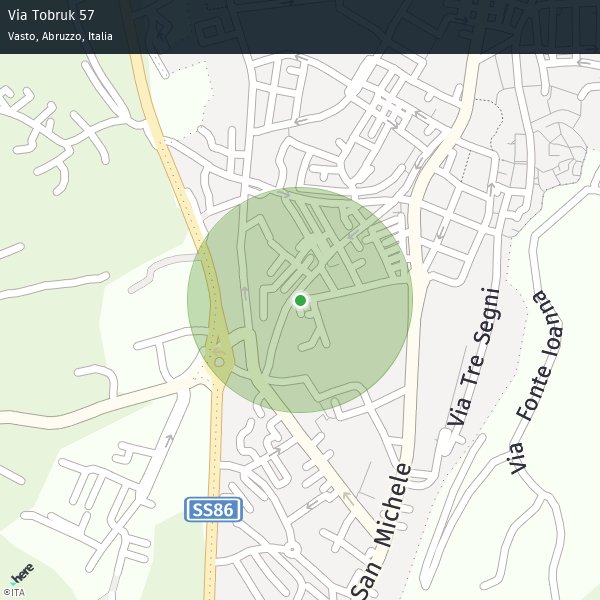 Via Tobruk 57
Vasto, Abruzzo, Italia
Via Tre Segni
Via Fonte Ioanna
SS86
San Michele
here
©ITA